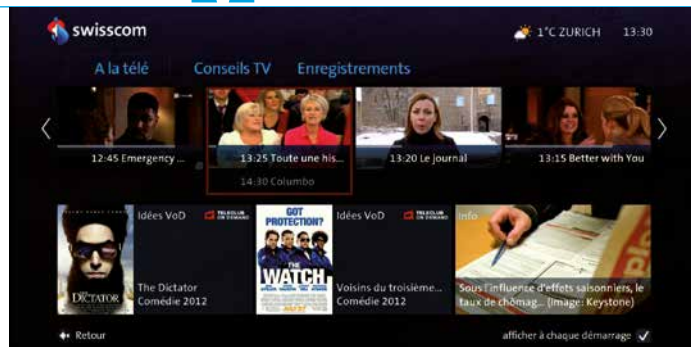 swisscom
1°C ZURICH 13:30
A la télé Conseils TV Enregistrements
12:45 Emergency ...
13:25 Toute une his...
13:20 Le journal
13:15 Better with You
14:30 Columbo
Idées VoD
TELECLUB
ON DEMAND
The Dictator
Comédie 2012
DICTATOR
GOT
PROTECTION?
THE
WATCH
Idées VoD
TELECLUB
ON DEMAND
Voisins du troisième...
Comédie 2012
Info
Sous l'influence d'effets saisonniers, le
taux de chômag... (Image: Keystone)
Retour
afficher à chaque démarrage